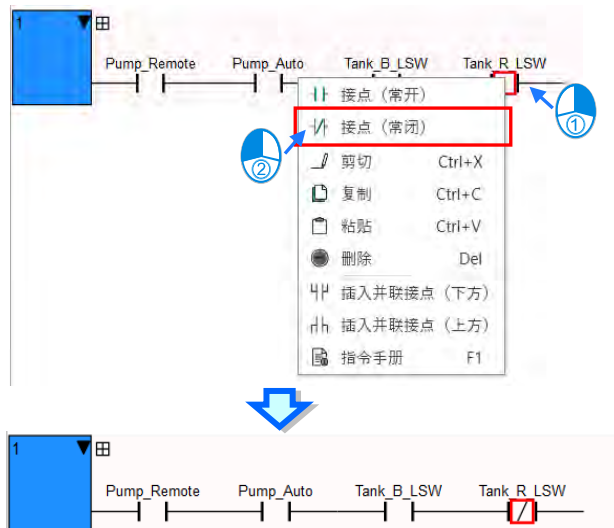 1
Pump_Remote Pump_Auto Tank_B_LSW Tank_R_LSW
接点（常开）
①
接点（常闭）
②
剪切 Ctrl+X
复制 Ctrl+C
粘贴 Ctrl+V
删除 Del
插入并联接点（下方）
插入并联接点（上方）
指令手册 F1
1
Pump_Remote Pump_Auto Tank_B_LSW Tank_R_LSW